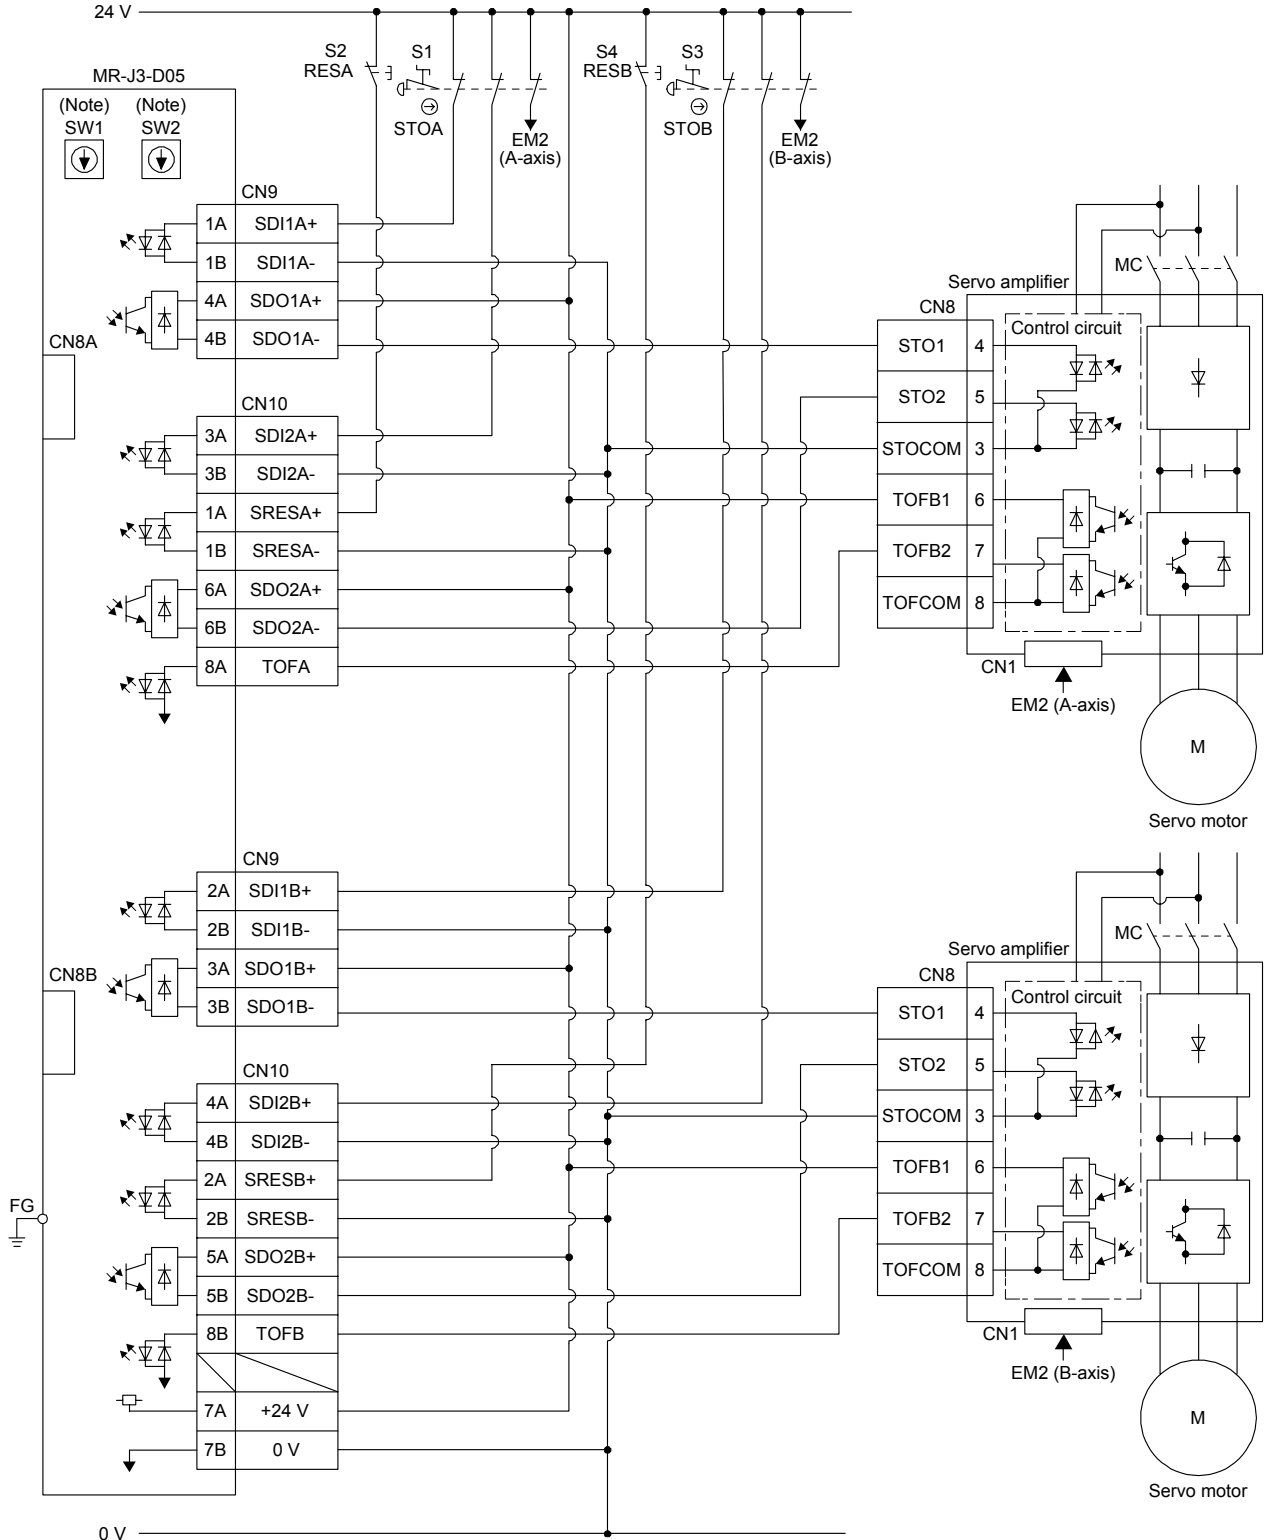 24 V
S2
RESA
S1
STOA
EM2
(A-axis)
S4
RESB
S3
STOB
EM2
(B-axis)
MR-J3-D05
(Note)
SW1
(Note)
SW2
CN8A
CN9
1A SDI1A+
1B SDI1A-
4A SDO1A+
4B SDO1A-
CN10
3A SDI2A+
3B SDI2A-
1A SRESA+
1B SRESA-
6A SDO2A+
6B SDO2A-
8A TOFA
MC
Servo amplifier
CN8
Control circuit
STO1 4
STO2 5
STOCOM 3
TOFB1 6
TOFB2 7
TOFCOM 8
CN1
EM2 (A-axis)
M
Servo motor
CN8B
CN9
2A SDI1B+
2B SDI1B-
3A SDO1B+
3B SDO1B-
CN10
4A SDI2B+
4B SDI2B-
2A SRESB+
2B SRESB-
5A SDO2B+
5B SDO2B-
8B TOFB
7A +24 V
7B 0 V
FG
MC
Servo amplifier
CN8
Control circuit
STO1 4
STO2 5
STOCOM 3
TOFB1 6
TOFB2 7
TOFCOM 8
CN1
EM2 (B-axis)
M
Servo motor
0 V